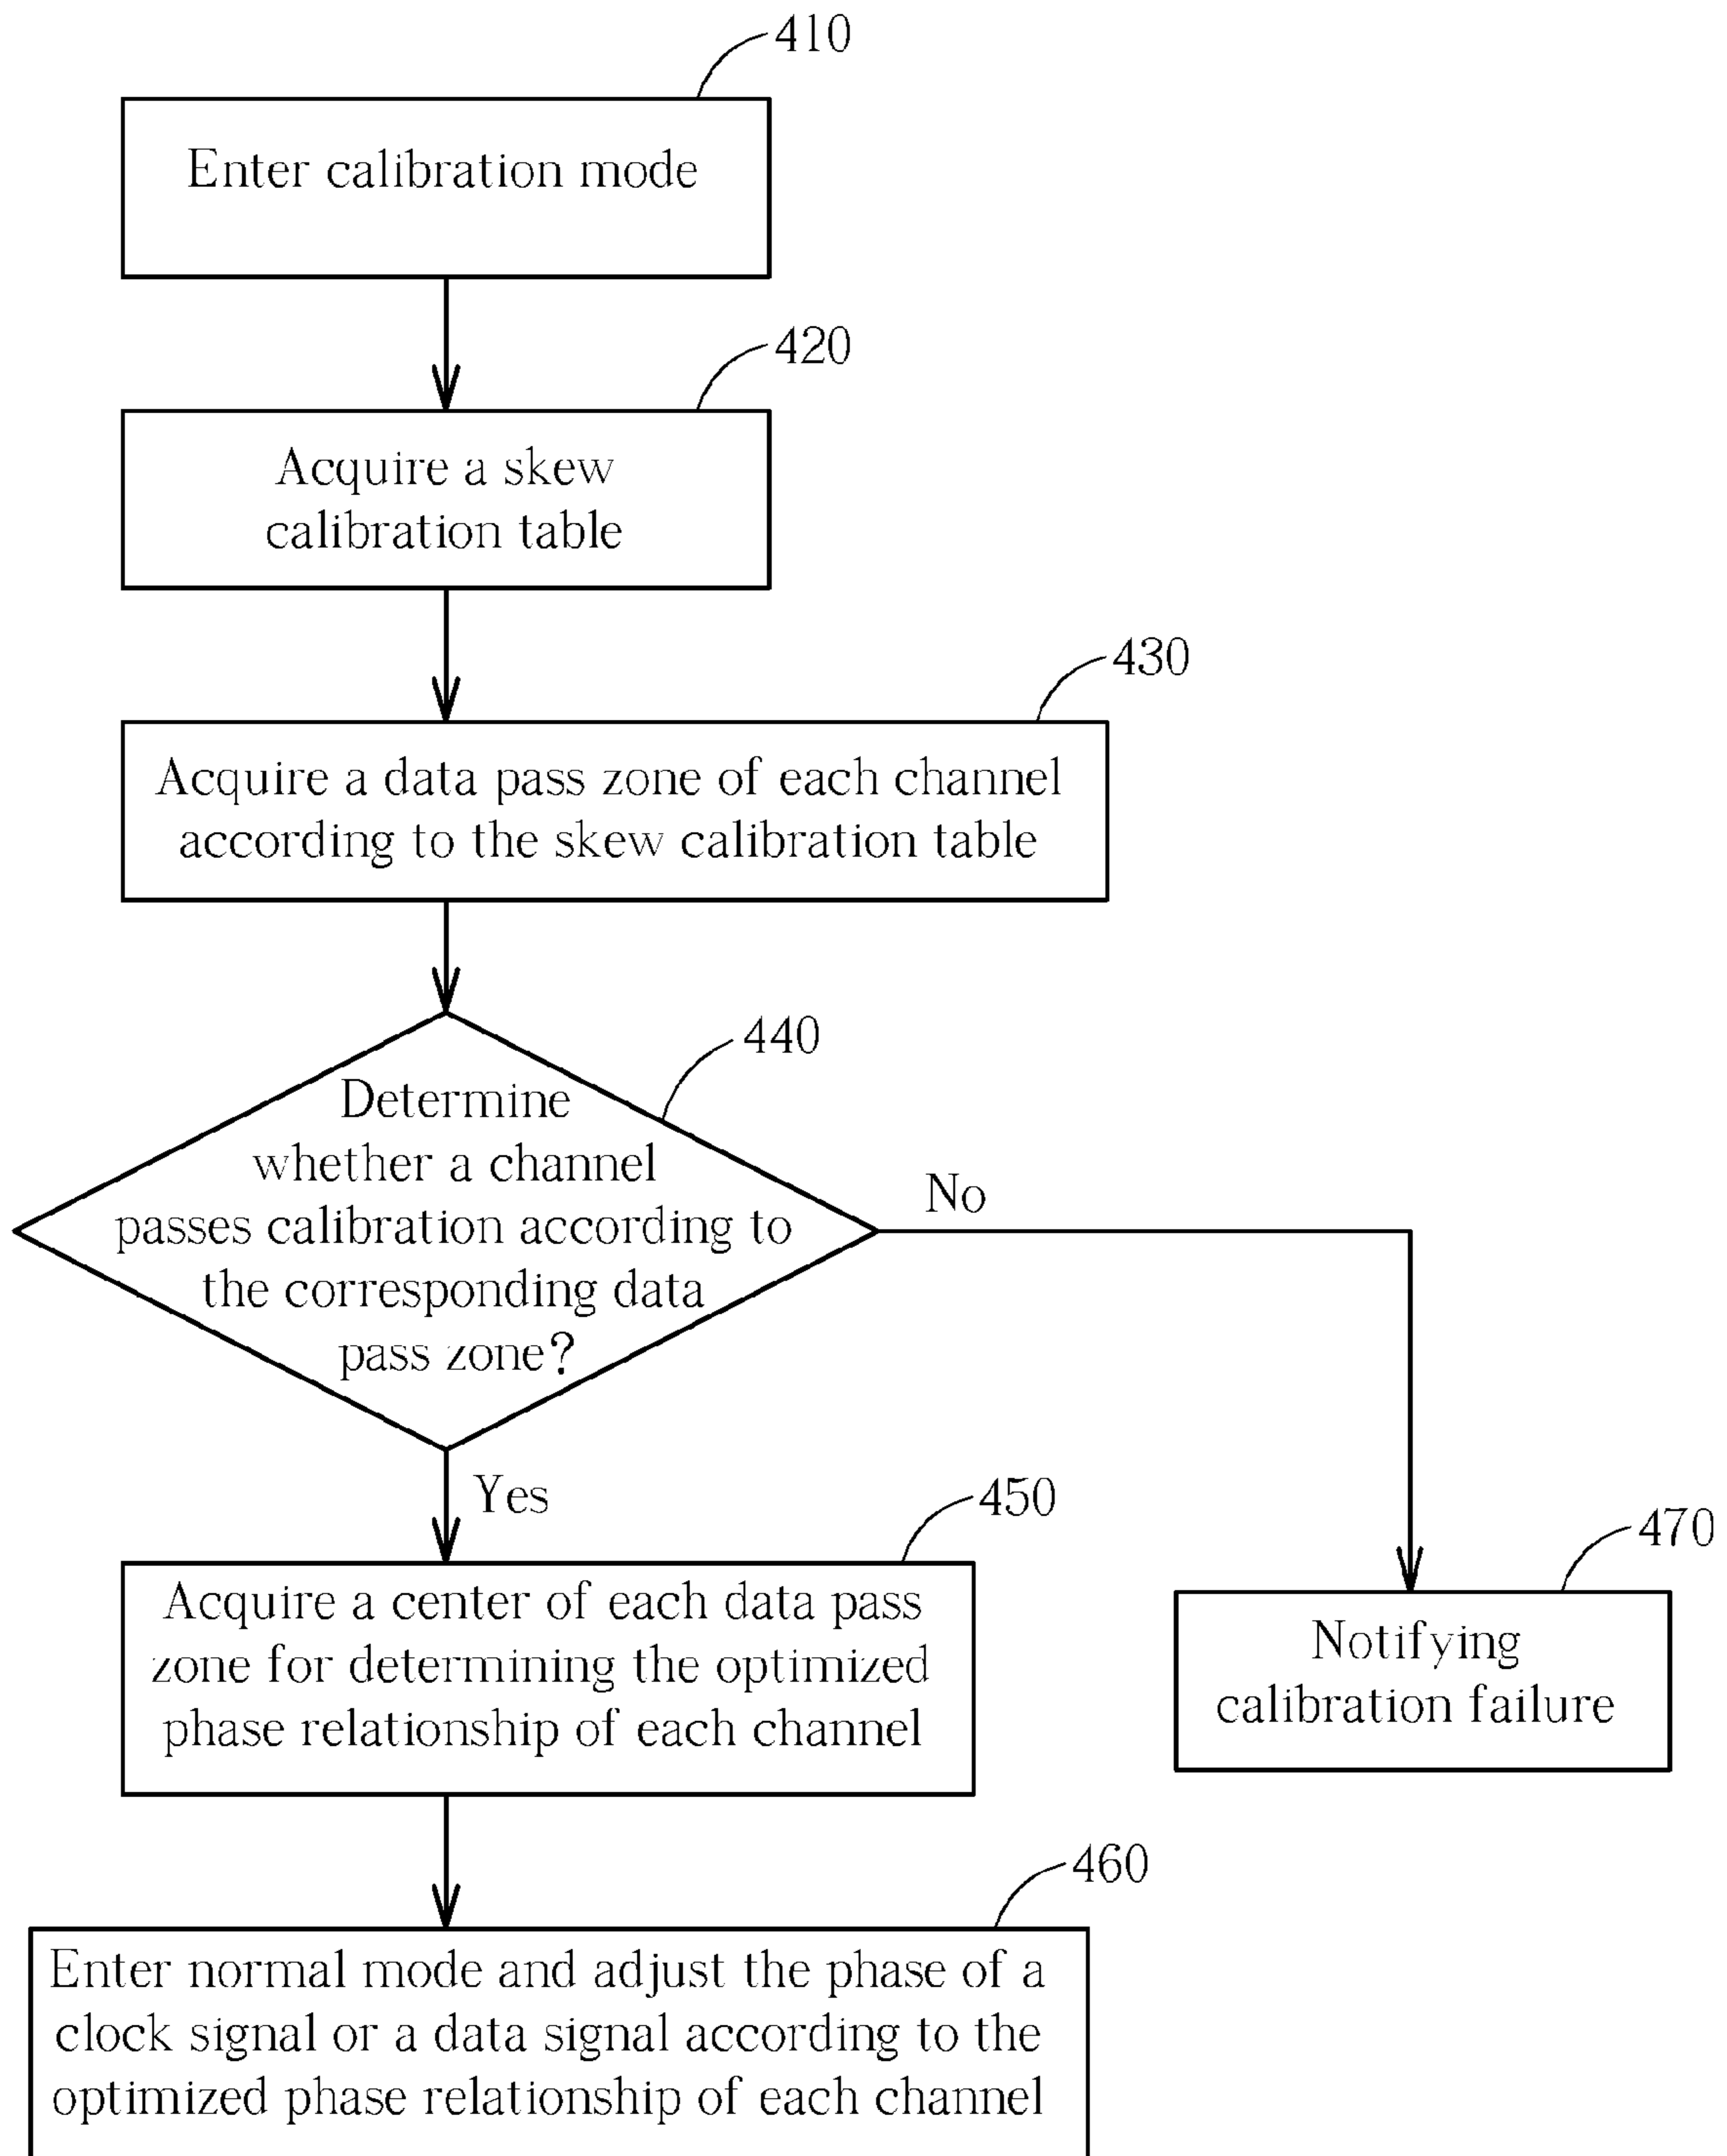 410
Enter calibration mode
420
Acquire a skew
calibration table
430
Acquire a data pass zone of each channel
according to the skew calibration table
440
Determine
whether a channel
passes calibration according to
the corresponding data
pass zone?
No
Yes
450
Acquire a center of each data pass
zone for determining the optimized
phase relationship of each channel
470
Notifying
calibration failure
460
Enter normal mode and adjust the phase of a
clock signal or a data signal according to the
optimized phase relationship of each channel